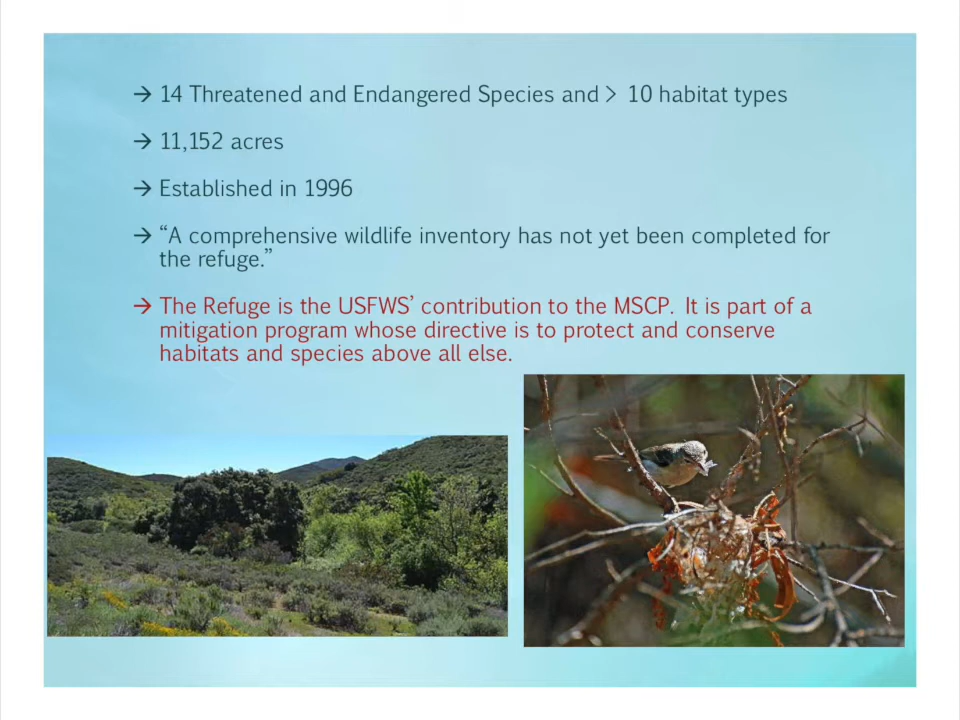 → 14 Threatened and Endangered Species and > 10 habitat types
→ 11,152 acres
→ Established in 1996
→ “A comprehensive wildlife inventory has not yet been completed for
the refuge.”
→ The Refuge is the USFWS’ contribution to the MSCP. It is part of a
mitigation program whose directive is to protect and conserve
habitats and species above all else.